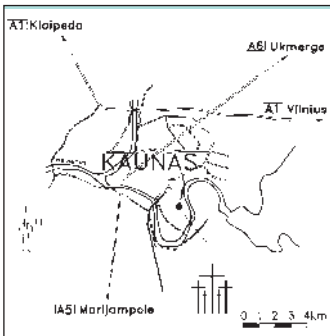 A1: Klaipeda
A6| Ukmerge
A1 Vilnius
KAUNAS
|A5| Marijampole
0 1 2 3 4km